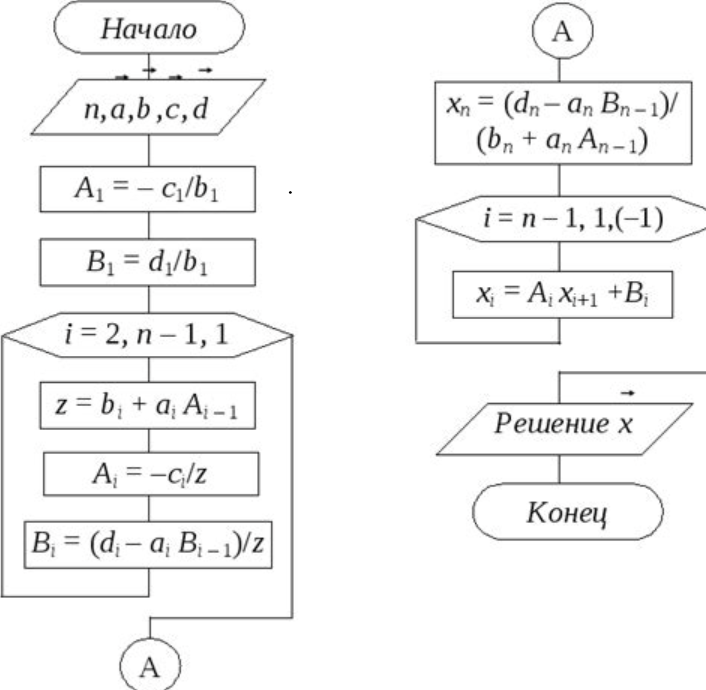 Начало
n,a,b ,c,d
A₁ = – c₁/b₁
B₁ = d₁/b₁
i = 2, n – 1, 1
z = bᵢ + aᵢ Aᵢ₋₁
Aᵢ = –cᵢ/z
Bᵢ = (dᵢ – aᵢ Bᵢ₋₁)/z
A
A
xₙ = (dₙ – aₙ Bₙ₋₁)/
(bₙ + aₙ Aₙ₋₁)
i = n – 1, 1,(–1)
xᵢ = Aᵢ xᵢ₊₁ +Bᵢ
Решение x
Конец